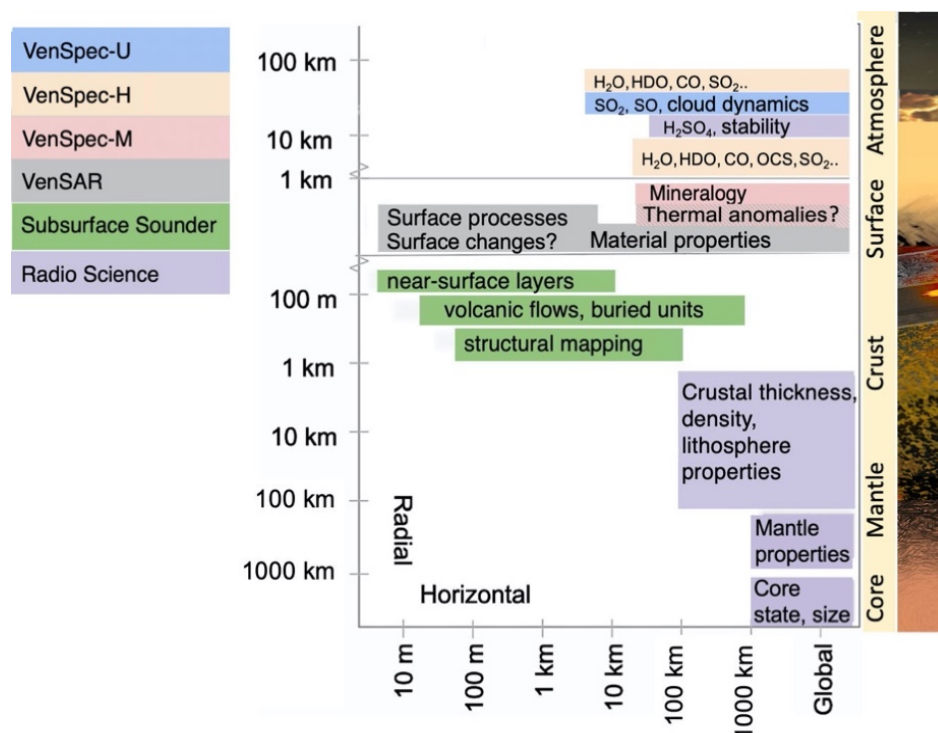 VenSpec-U
VenSpec-H
VenSpec-M
VenSAR
Subsurface Sounder
Radio Science
100 km
10 km
1 km
100 m
1 km
10 km
100 km
1000 km
H₂O, HDO, CO, SO₂..
SO₂, SO, cloud dynamics
H₂SO₄, stability
H₂O, HDO, CO, OCS, SO₂..
Mineralogy
Thermal anomalies?
Surface processes
Surface changes?
Material properties
near-surface layers
volcanic flows, buried units
structural mapping
Crustal thickness,
density,
lithosphere
properties
Mantle
properties
Core
state, size
Radial
Horizontal
10 m
100 m
1 km
10 km
100 km
1000 km
Global
Atmosphere
Surface
Crust
Mantle
Core